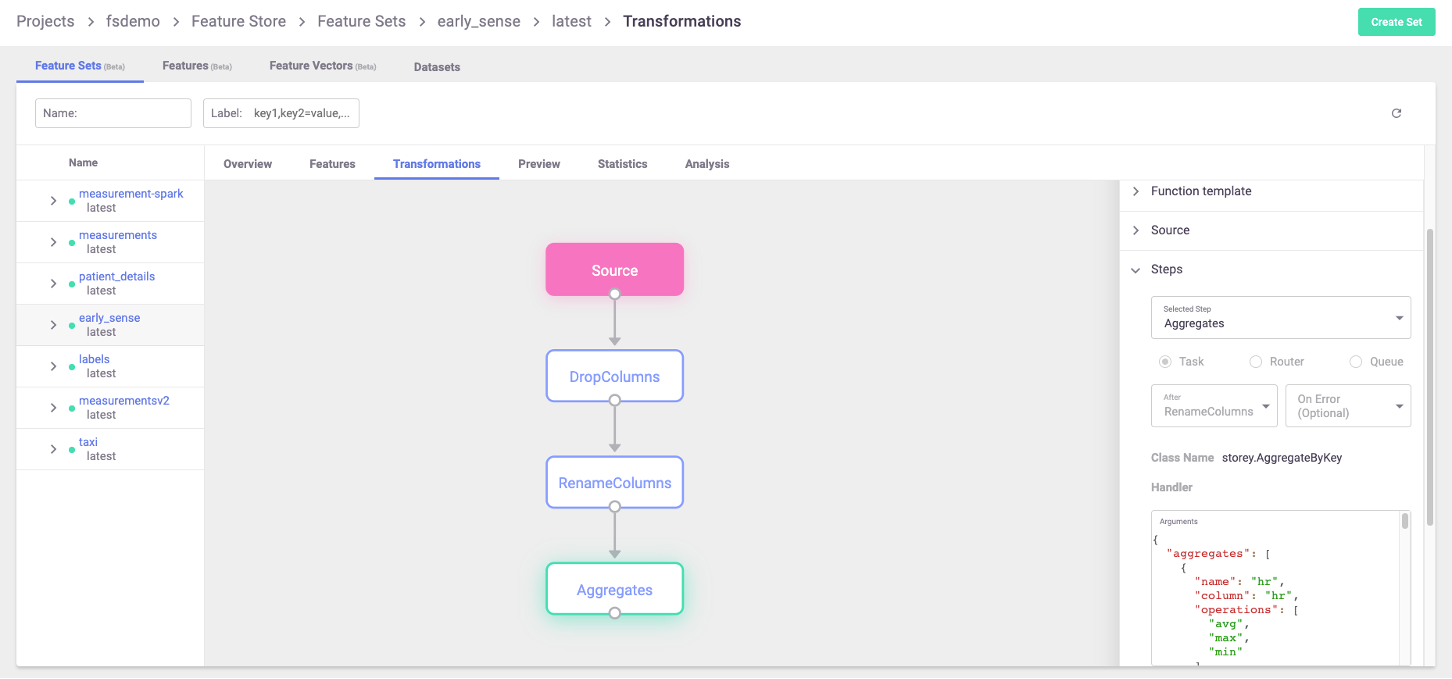 Projects > fsdemo > Feature Store > Feature Sets > early_sense > latest > Transformations
Create Set
Feature Sets (Beta) Features (Beta) Feature Vectors (Beta) Datasets
Name:
Label: key1,key2=value,...
Name
Overview Features Transformations Preview Statistics Analysis
measurement-spark
latest
measurements
latest
patient_details
latest
early_sense
latest
labels
latest
measurementsv2
latest
taxi
latest
Source
DropColumns
RenameColumns
Aggregates
Function template
Source
Steps
Selected Step
Aggregates
Task Router Queue
After
RenameColumns
On Error
(Optional)
Class Name storey.AggregateByKey
Handler
Arguments
{
"aggregates": [
{
"name": "hr",
"column": "hr",
"operations": [
"avg",
"max",
"min"
]